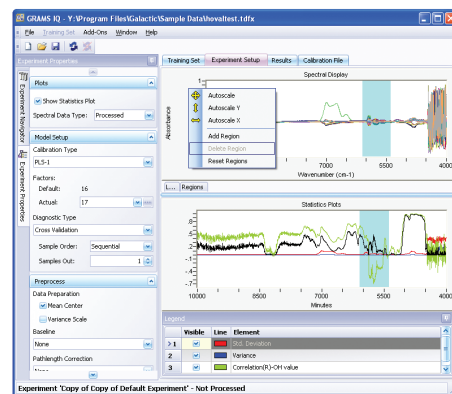 GRAMS IQ - Y:\Program Files\Galactic\Sample Data\hovaltest.tdfx
File Training Set Add-Ons Window Help
Experiment Properties
Experiment Navigator
Experiment Properties
Plots
Show Statistics Plot
Spectral Data Type: Processed
Model Setup
Calibration Type
PLS-1
Factors:
Default: 16
Actual: 17
Diagnostic Type
Cross Validation
Sample Order: Sequential
Samples Out: 1
Preprocess
Data Preparation
Mean Center
Variance Scale
Baseline
None
Pathlength Correction
Training Set Experiment Setup Results Calibration File
Spectral Display
1
Absorbance
Autoscale
Autoscale Y
Autoscale X
Add Region
Delete Region
Reset Regions
7000 5500 4000
Wavenumber (cm-1)
L... Regions
Statistics Plots
.8
.5
.2
-.1
-.4
-.7
10000 8500 7000 5500 4000
Minutes
Legend
Visible Line Element
1 Std. Deviation
2 Variance
3 Correlation(R)-OH value
Experiment 'Copy of Copy of Default Experiment' - Not Processed